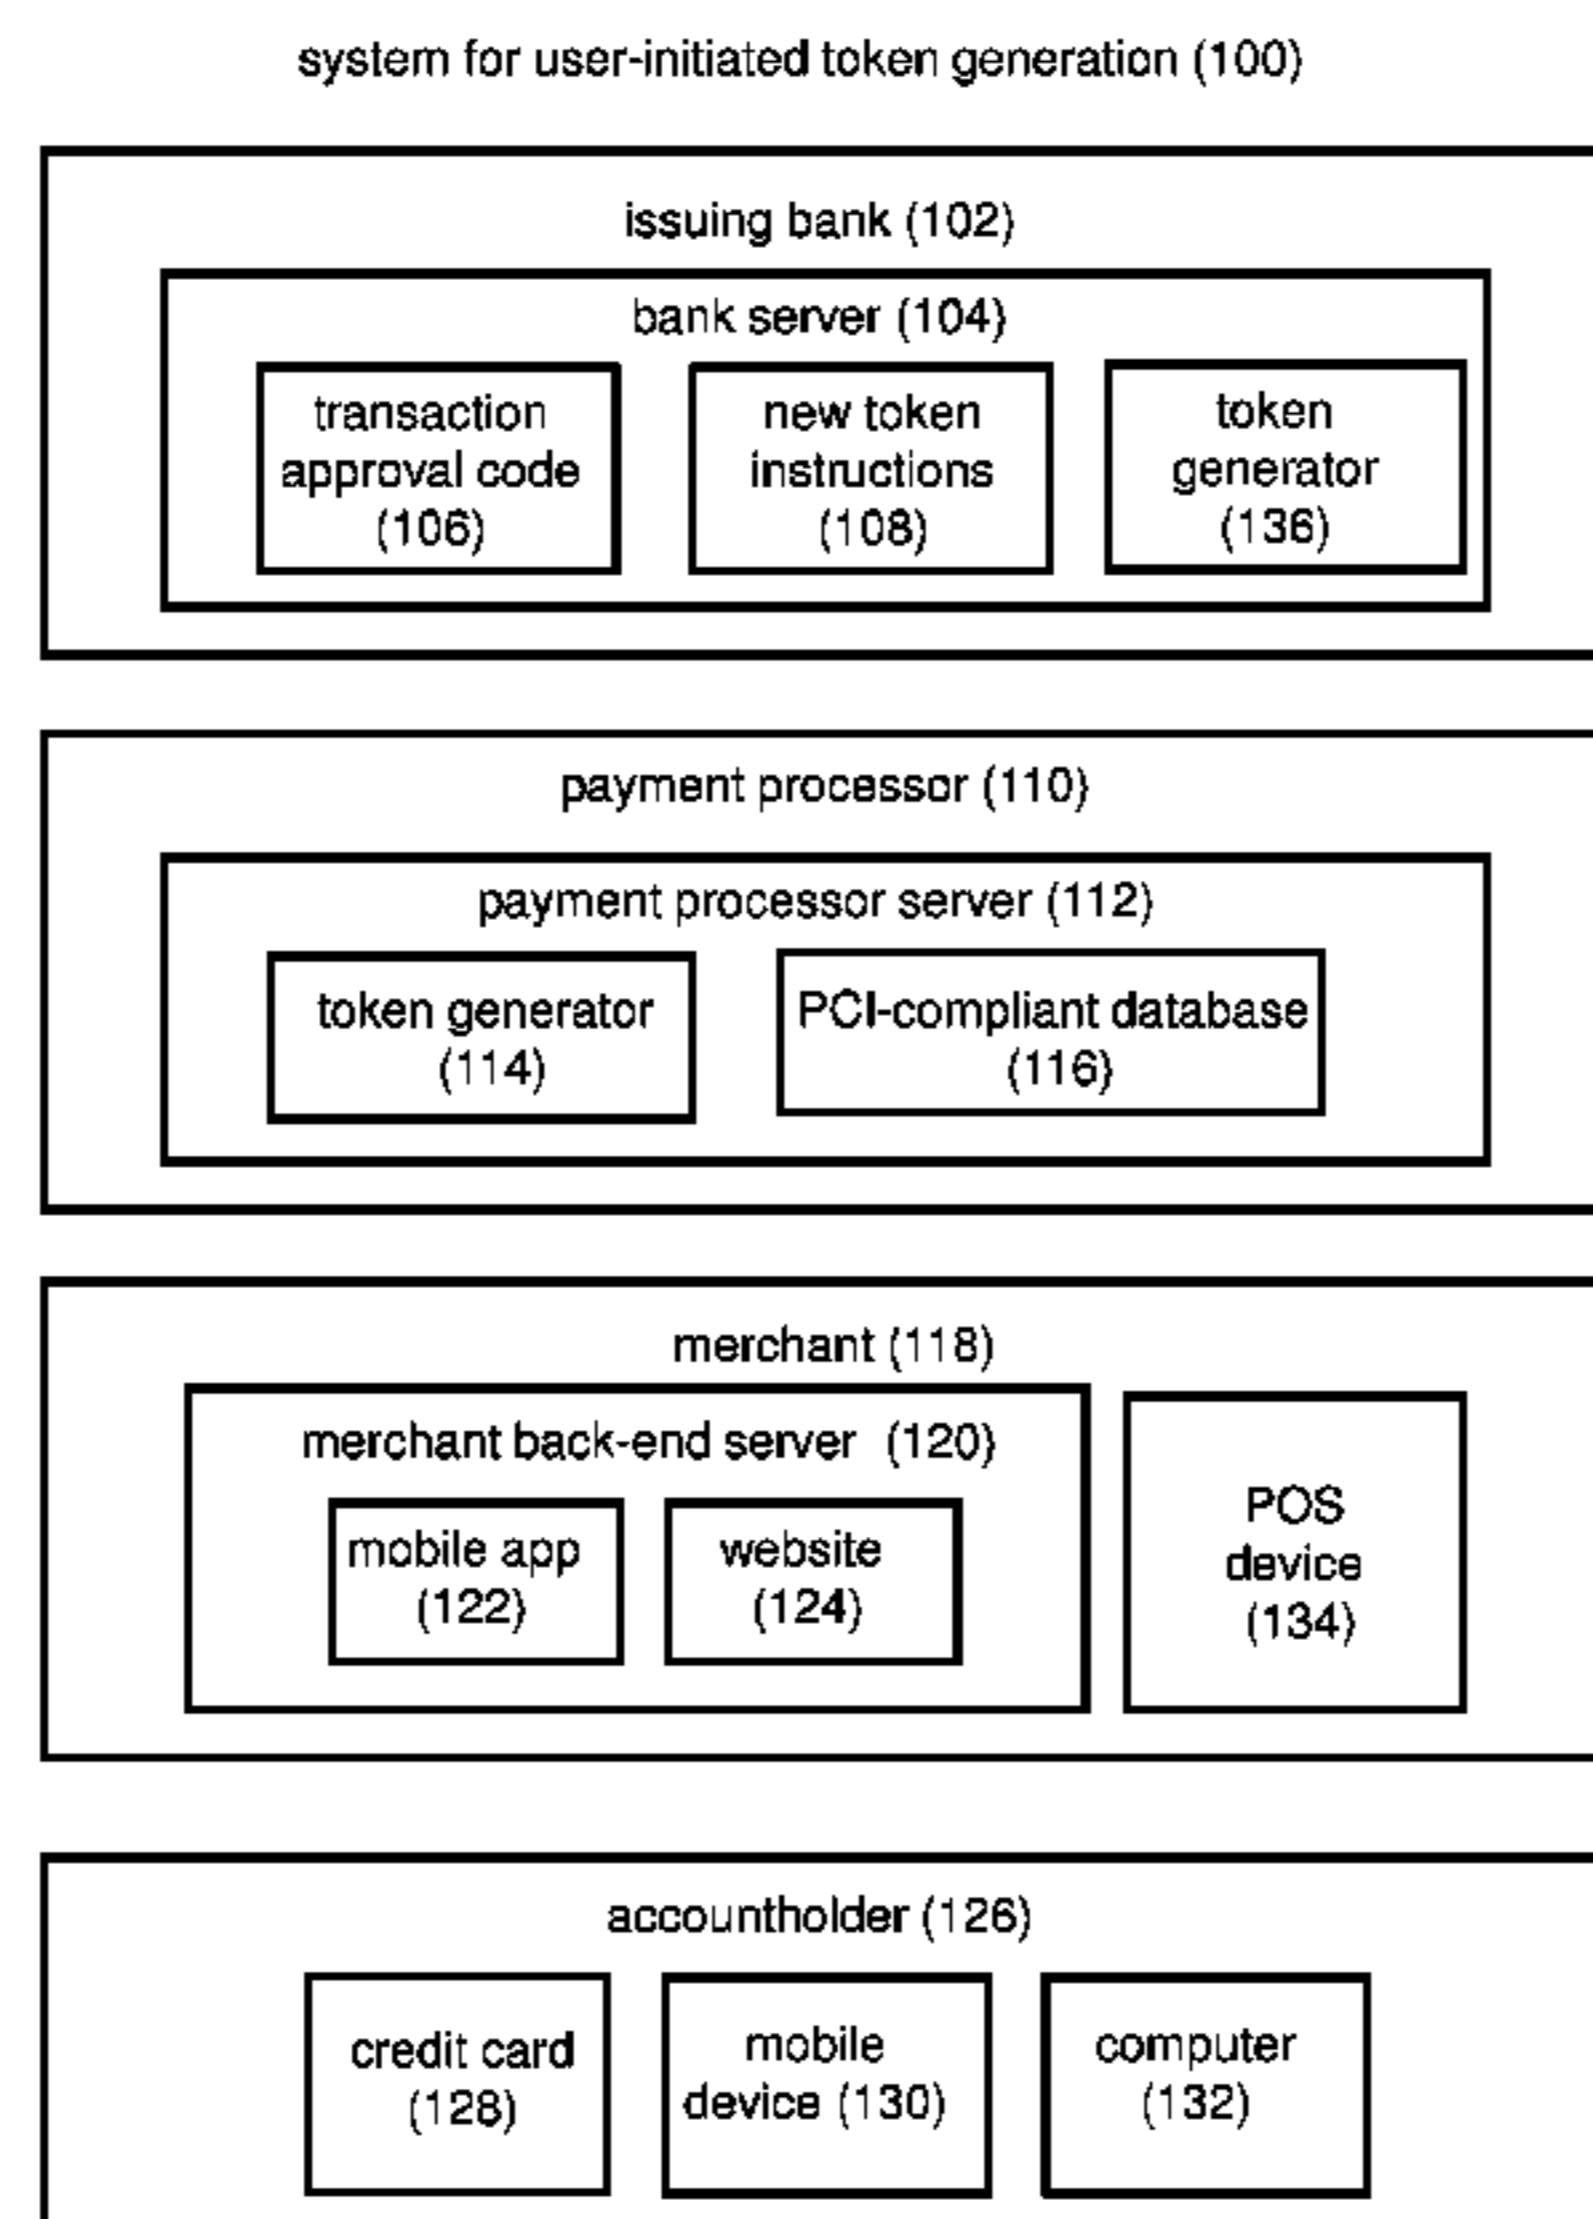 system for user-initiated token generation (100)
issuing bank (102)
bank server (104)
transaction
approval code
(106)
new token
instructions
(108)
token
generator
(136)
payment processor (110)
payment processor server (112)
token generator
(114)
PCI-compliant database
(116)
merchant (118)
merchant back-end server (120)
mobile app
(122)
website
(124)
POS
device
(134)
accountholder (126)
credit card
(128)
mobile
device (130)
computer
(132)